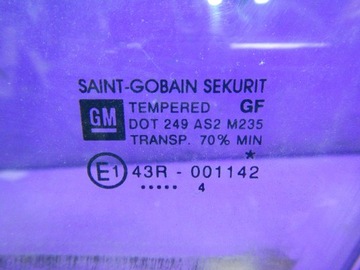 SAINT-GOBAIN SEKURIT
GM
TEMPERED GF
DOT 249 AS2 M235
TRANSP. 70% MIN
E1 43R - 001142 *
..... 4